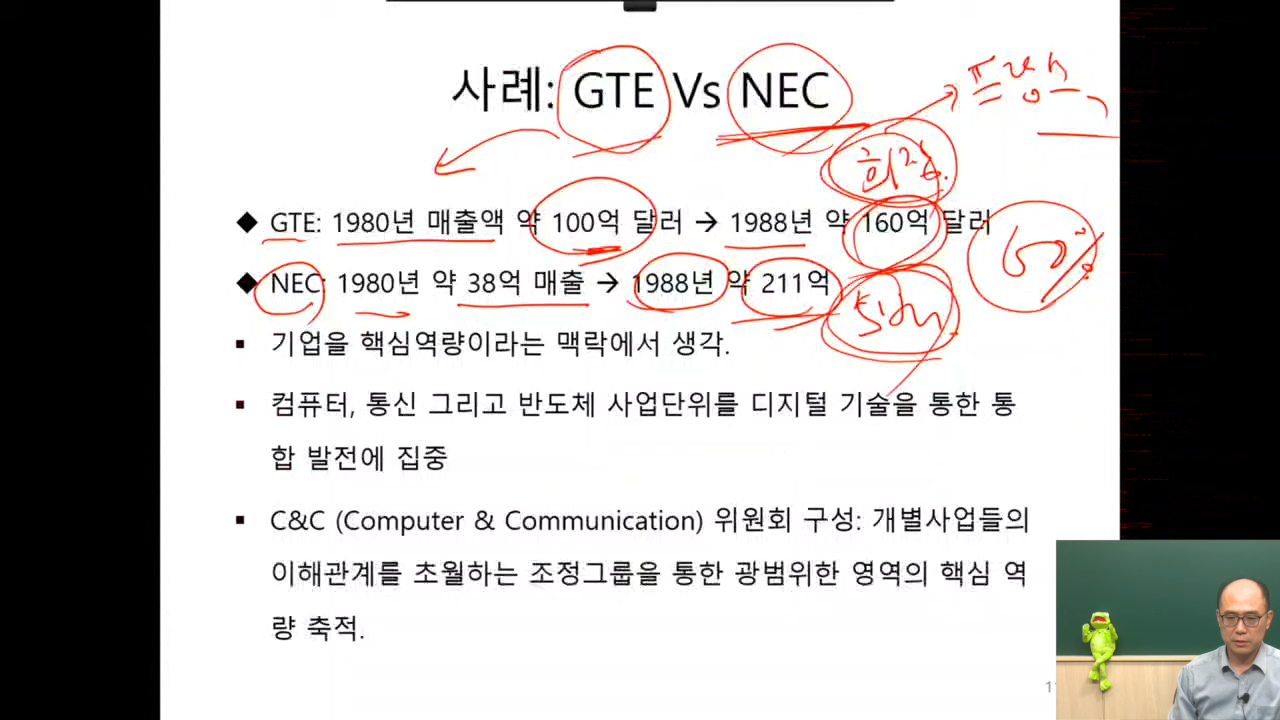 사례: GTE Vs NEC
◆ GTE: 1980년 매출액 약 100억 달러 → 1988년 약 160억 달러
60%
◆ NEC: 1980년 약 38억 매출 → 1988년 약 211억
▪ 기업을 핵심역량이라는 맥락에서 생각.
▪ 컴퓨터, 통신 그리고 반도체 사업단위를 디지털 기술을 통한 통
합 발전에 집중
▪ C&C (Computer & Communication) 위원회 구성: 개별사업들의
이해관계를 초월하는 조정그룹을 통한 광범위한 영역의 핵심 역
량 축적.